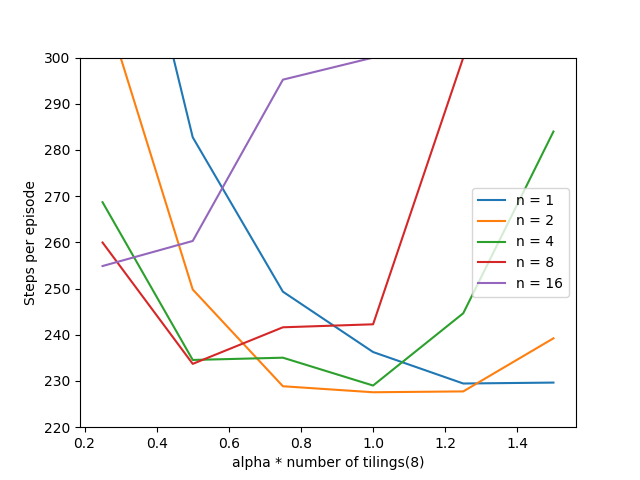 300
290
280
270
260
250
240
230
220
Steps per episode
0.2 0.4 0.6 0.8 1.0 1.2 1.4
alpha * number of tilings(8)
n = 1
n = 2
n = 4
n = 8
n = 16